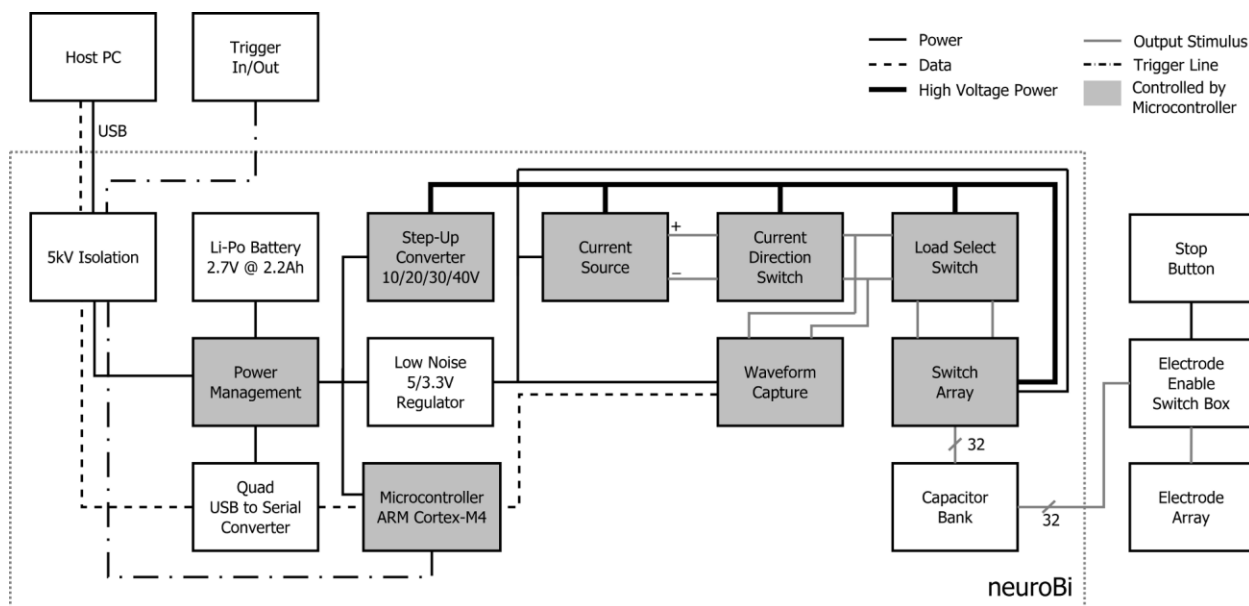 Host PC
Trigger
In/Out
Power
Data
High Voltage Power
Output Stimulus
Trigger Line
Controlled by
Microcontroller
USB
5kV Isolation
Li-Po Battery
2.7V @ 2.2Ah
Step-Up
Converter
10/20/30/40V
Current
Source
+
−
Current
Direction
Switch
Load Select
Switch
Stop
Button
Power
Management
Low Noise
5/3.3V
Regulator
Waveform
Capture
Switch
Array
Electrode
Enable
Switch Box
32
Quad
USB to Serial
Converter
Microcontroller
ARM Cortex-M4
Capacitor
Bank
32
Electrode
Array
neuroBi